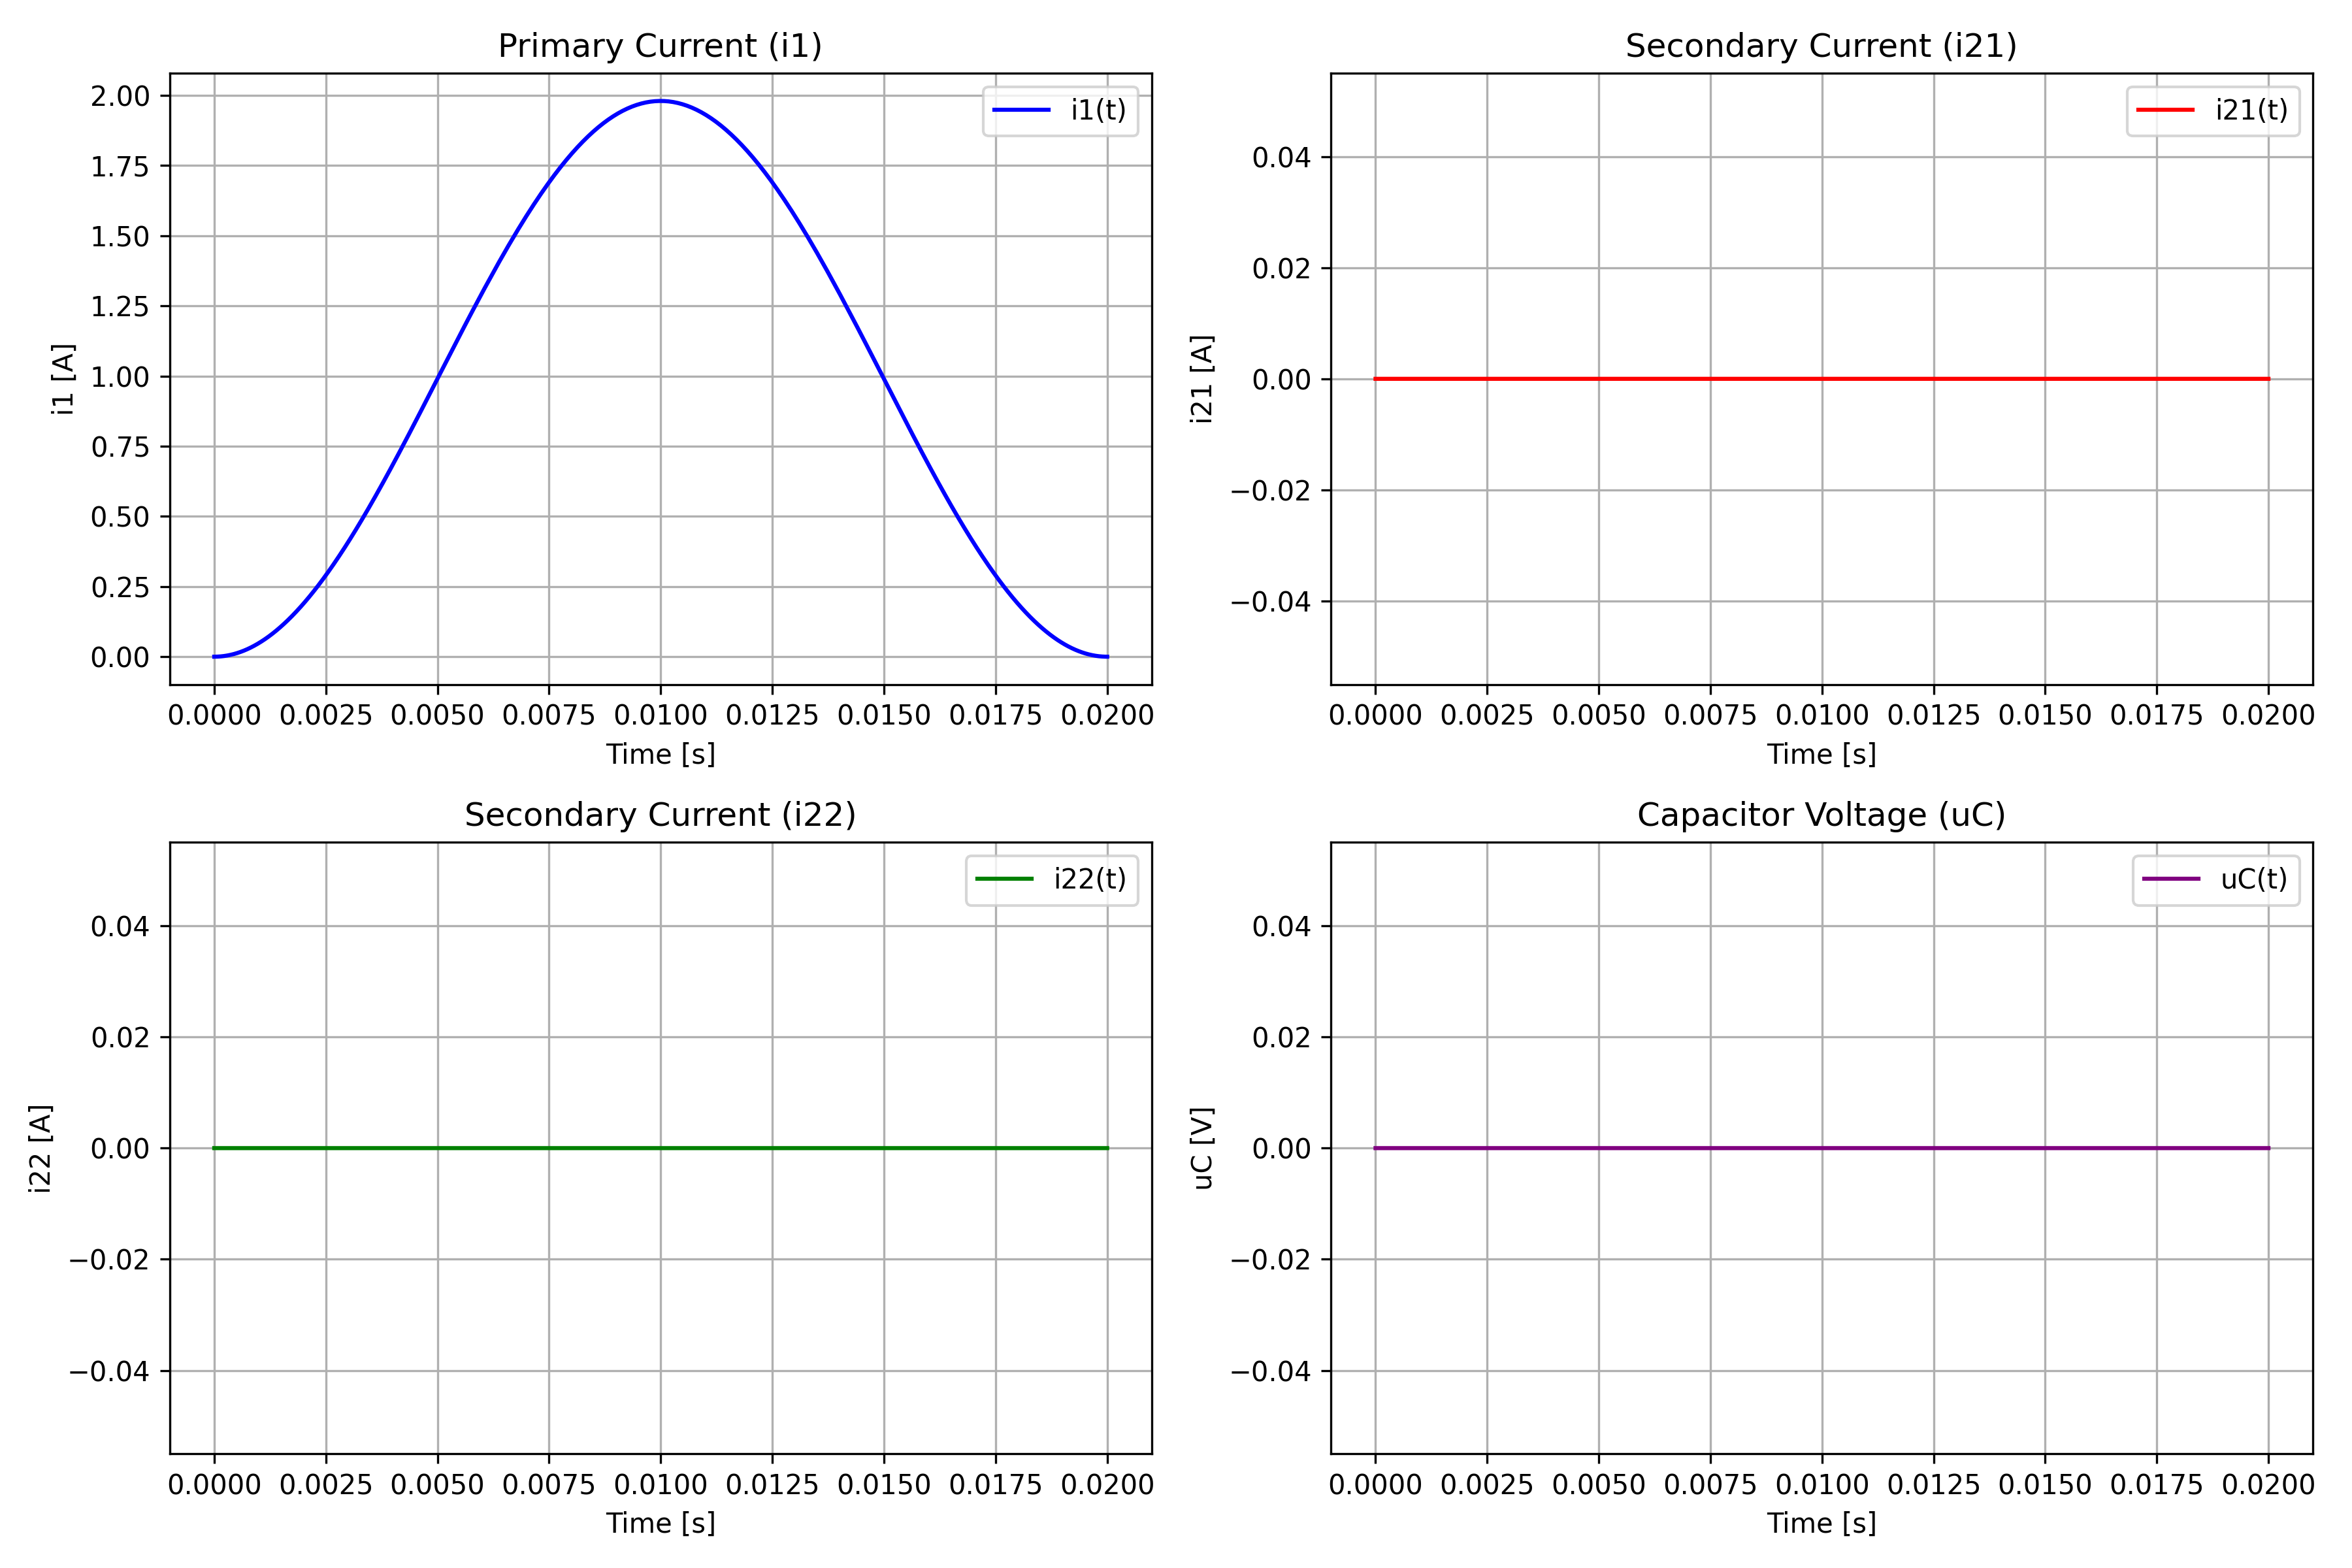 Primary Current (i1)
i1(t)
2.00
1.75
1.50
1.25
1.00
0.75
0.50
0.25
0.00
i1 [A]
0.0000 0.0025 0.0050 0.0075 0.0100 0.0125 0.0150 0.0175 0.0200
Time [s]
Secondary Current (i21)
i21(t)
0.04
0.02
0.00
−0.02
−0.04
i21 [A]
0.0000 0.0025 0.0050 0.0075 0.0100 0.0125 0.0150 0.0175 0.0200
Time [s]
Secondary Current (i22)
i22(t)
0.04
0.02
0.00
−0.02
−0.04
i22 [A]
0.0000 0.0025 0.0050 0.0075 0.0100 0.0125 0.0150 0.0175 0.0200
Time [s]
Capacitor Voltage (uC)
uC(t)
0.04
0.02
0.00
−0.02
−0.04
uC [V]
0.0000 0.0025 0.0050 0.0075 0.0100 0.0125 0.0150 0.0175 0.0200
Time [s]